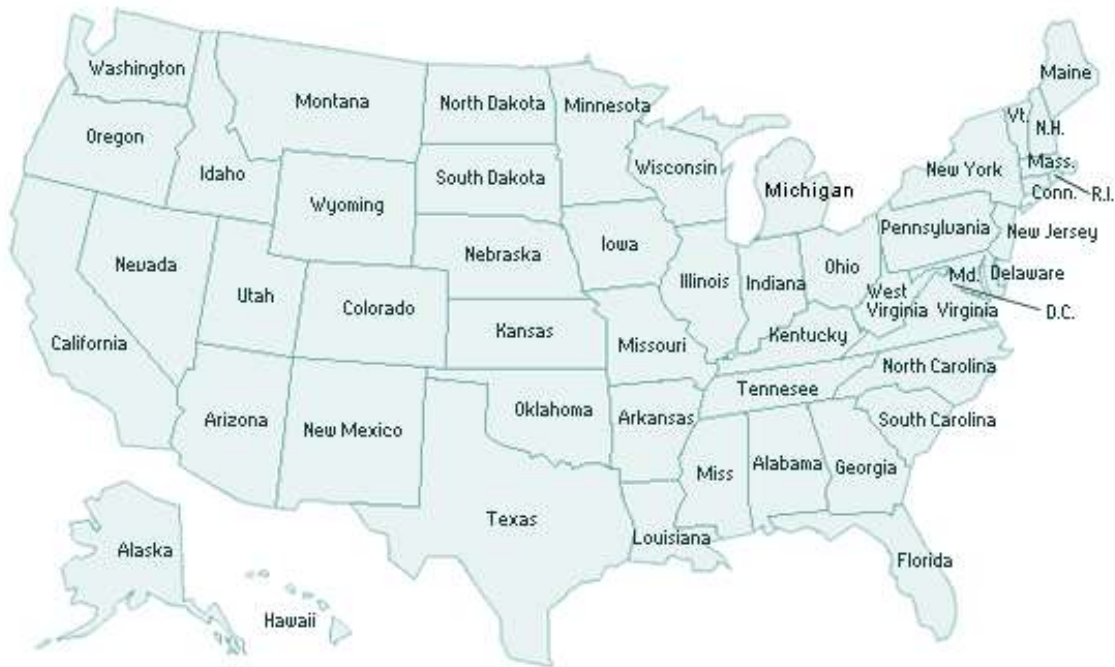 Washington
Montana
North Dakota
Minnesota
Maine
Vt.
N.H.
Oregon
Idaho
Wyoming
South Dakota
Wisconsin
Michigan
New York
Mass.
Conn.
R.I.
Nevada
Utah
Colorado
Nebraska
Iowa
Illinois
Indiana
Ohio
Pennsylvania
New Jersey
Md.
Delaware
D.C.
West
Virginia
Virginia
California
Kansas
Missouri
Kentucky
North Carolina
Tennesee
Arizona
New Mexico
Oklahoma
Arkansas
South Carolina
Miss
Alabama
Georgia
Texas
Louisiana
Florida
Alaska
Hawaii